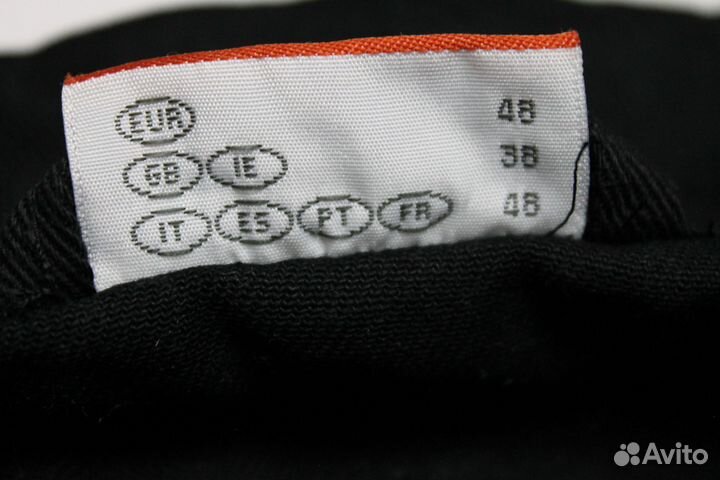 EUR 48
GB IE 38
IT ES PT FR 48
Avito